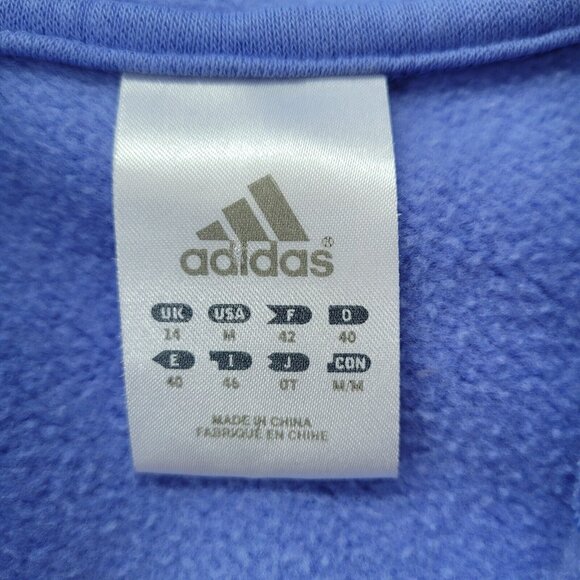 adidas®
UK USA F D
14 M 42 40
E I J CON
40 46 OT M/M
MADE IN CHINA
FABRIQUÉ EN CHINE